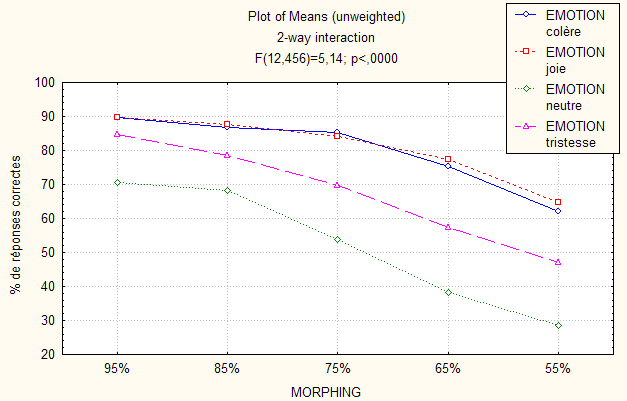 Plot of Means (unweighted)
2-way interaction
F(12,456)=5,14; p<,0000
EMOTION
colère
EMOTION
joie
EMOTION
neutre
EMOTION
tristesse
% de réponses correctes
100
90
80
70
60
50
40
30
20
95%
85%
75%
65%
55%
MORPHING